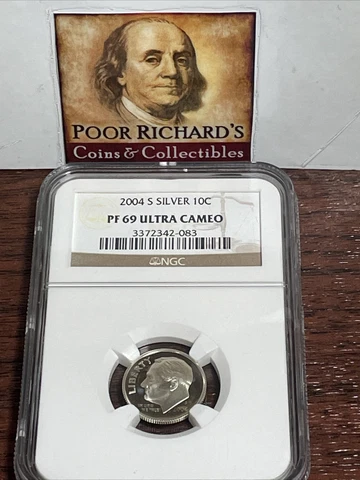 POOR RICHARD'S
Coins & Collectibles
2004 S SILVER 10C
PF 69 ULTRA CAMEO
3372342-083
NGC
LIBERTY